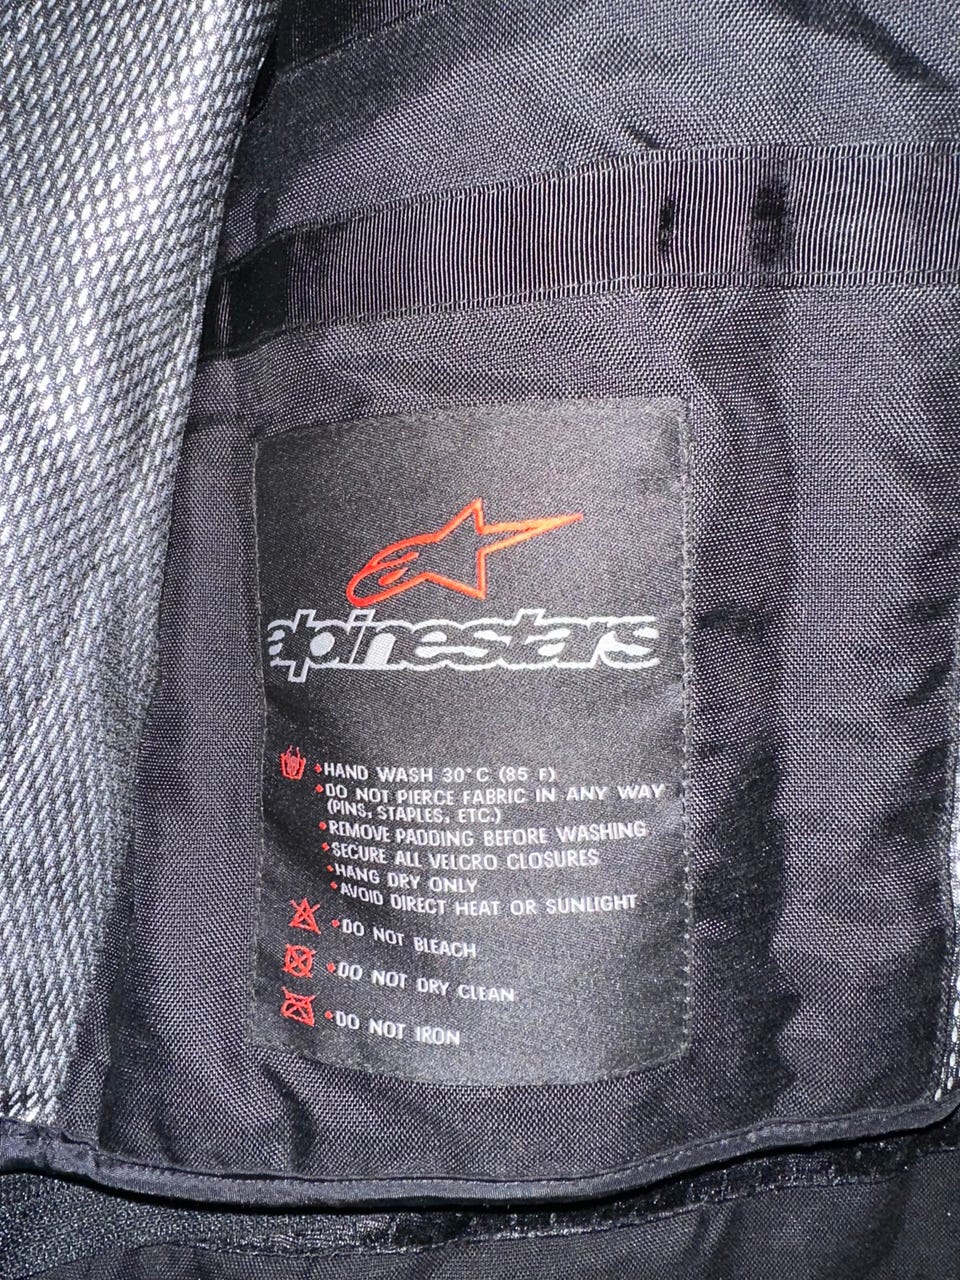 alpinestars
•HAND WASH 30°C (85 F)
•DO NOT PIERCE FABRIC IN ANY WAY
(PINS, STAPLES, ETC.)
•REMOVE PADDING BEFORE WASHING
•SECURE ALL VELCRO CLOSURES
•HANG DRY ONLY
•AVOID DIRECT HEAT OR SUNLIGHT
•DO NOT BLEACH
•DO NOT DRY CLEAN
•DO NOT IRON